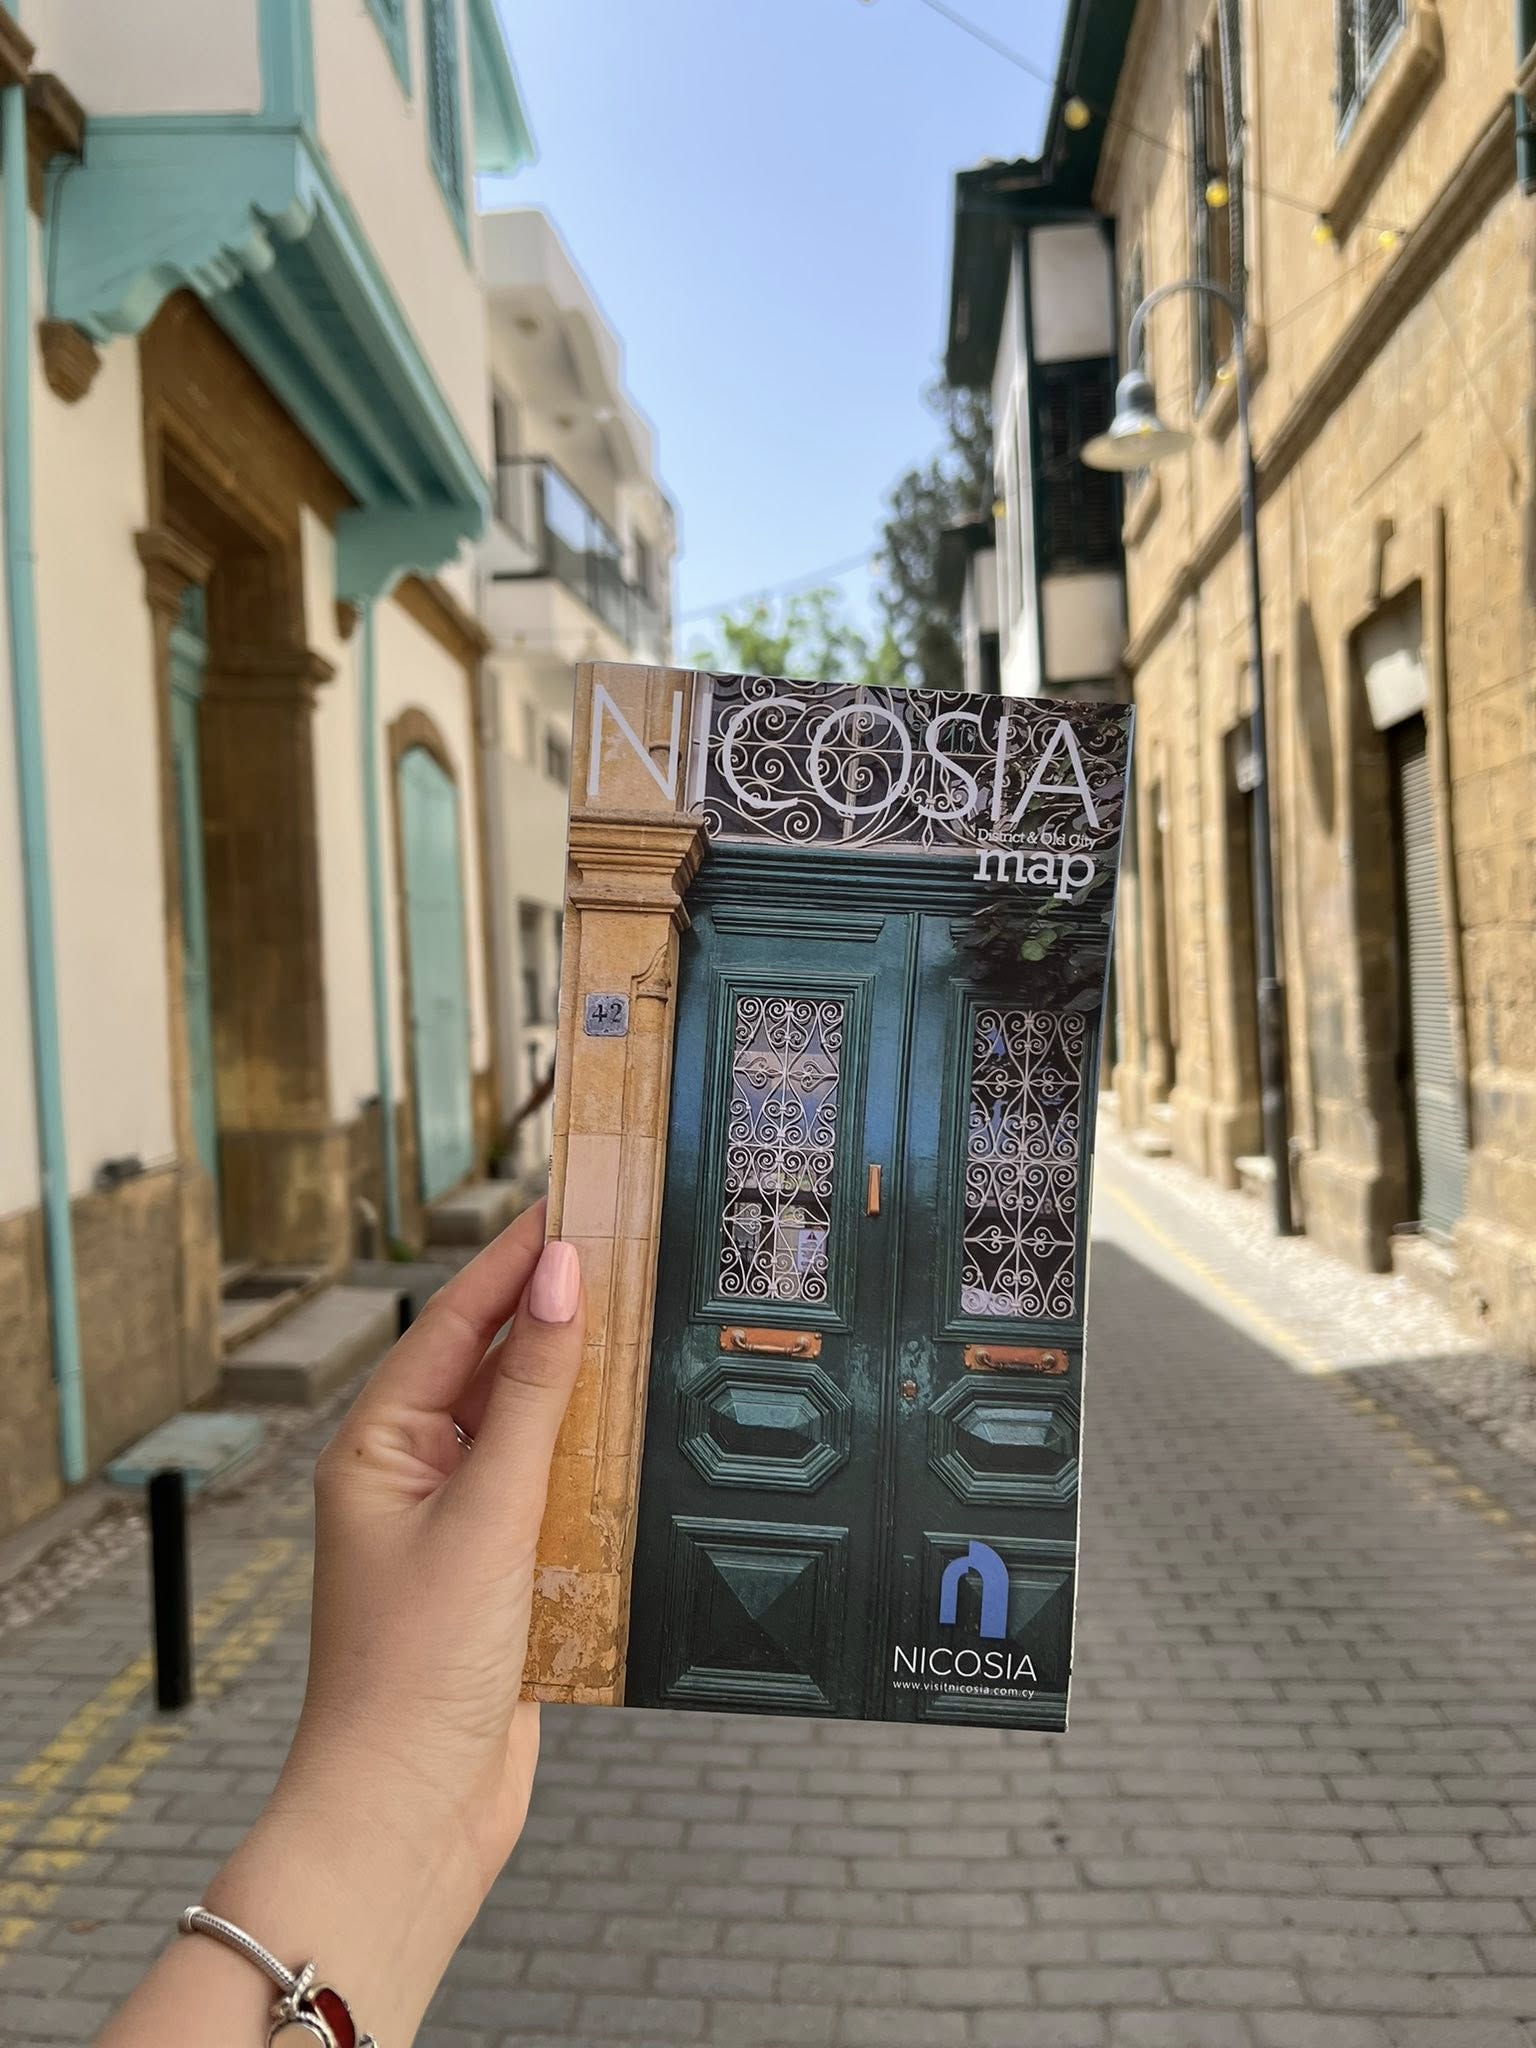 NICOSIA
District & Old City
map
42
NICOSIA
www.visitnicosia.com.cy